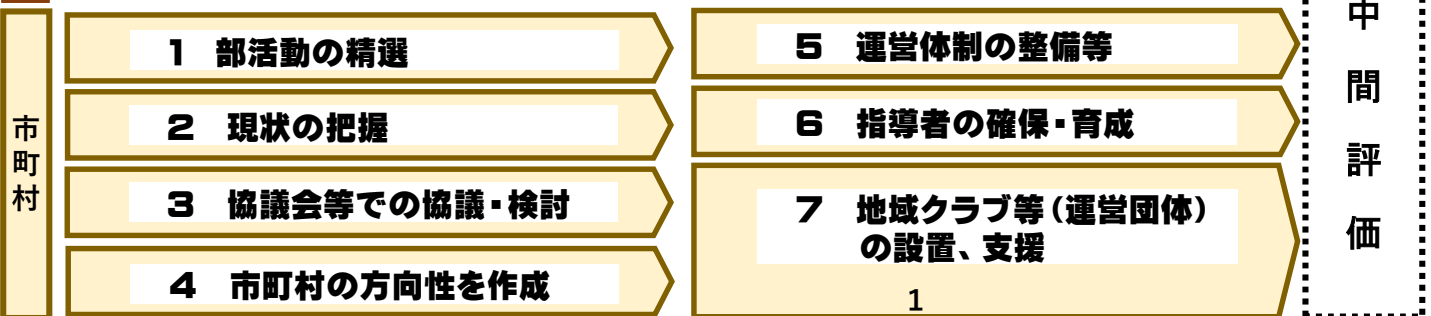 市町村
1 部活動の精選
2 現状の把握
3 協議会等での協議・検討
4 市町村の方向性を作成
5 運営体制の整備等
6 指導者の確保・育成
7 地域クラブ等(運営団体)
の設置、支援
1
中間評価